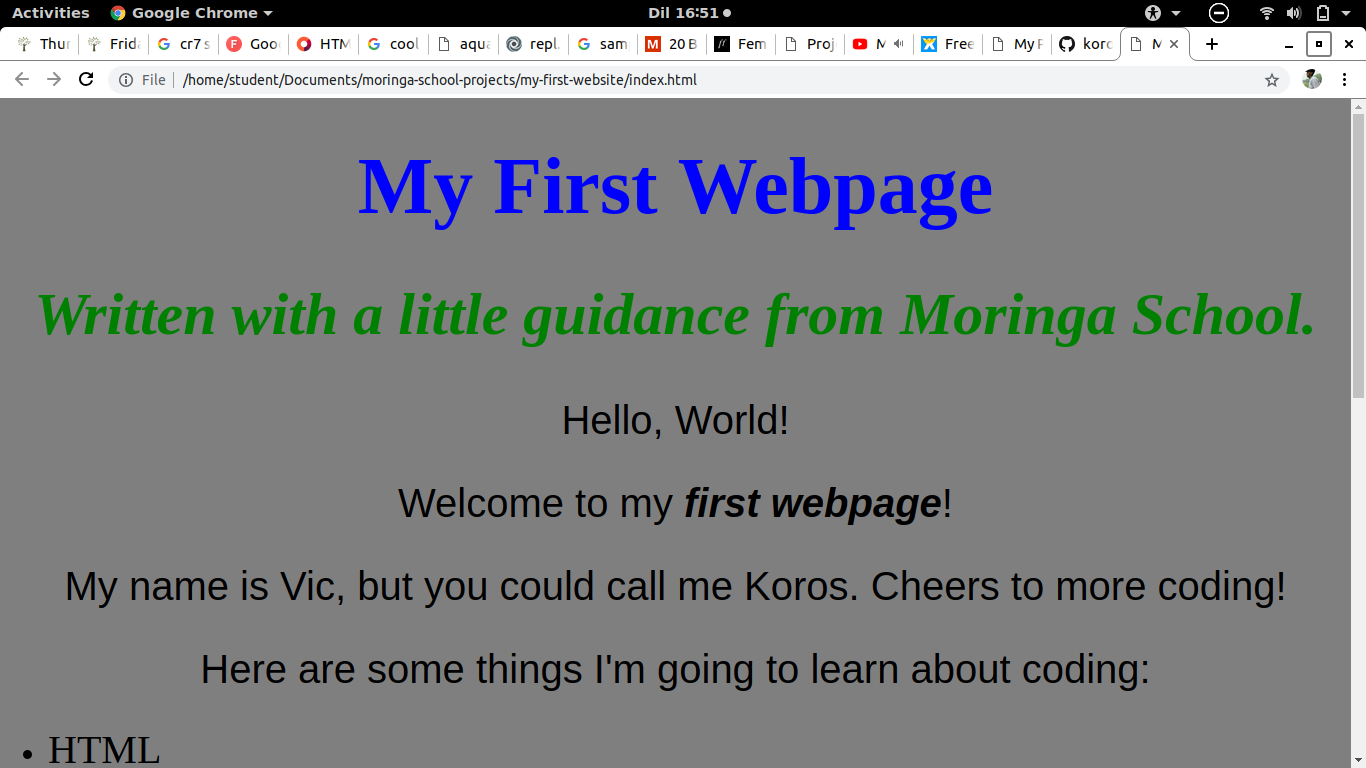 Activities Google Chrome Dil 16:51
Thur Frida cr7 s Goo HTM cool aqua repl. sam 20 B Fem Proj M Free My P koro M
File /home/student/Documents/moringa-school-projects/my-first-website/index.html
My First Webpage
Written with a little guidance from Moringa School.
Hello, World!
Welcome to my first webpage!
My name is Vic, but you could call me Koros. Cheers to more coding!
Here are some things I'm going to learn about coding:
• HTML